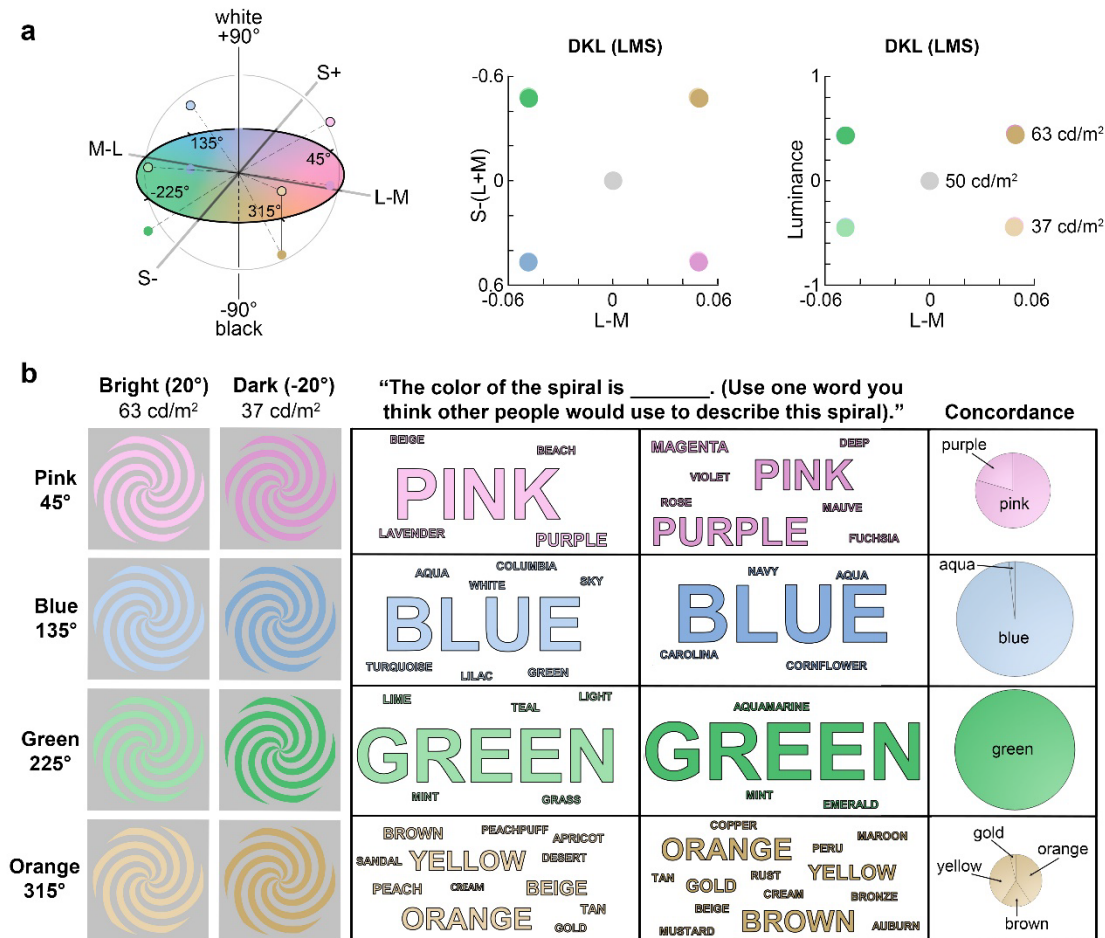 a
white
+90°
S+
135°
45°
M-L
-225°
L-M
315°
S-
-90°
black
DKL (LMS)
-0.6
S-(L+M)
0
0.6
-0.06
0
0.06
L-M
DKL (LMS)
1
Luminance
0
-1
63 cd/m²
50 cd/m²
37 cd/m²
-0.06
0
0.06
L-M
b
Bright (20°)
63 cd/m²
Dark (-20°)
37 cd/m²
“The color of the spiral is _______. (Use one word you
think other people would use to describe this spiral).”
Concordance
Pink
45°
BEIGE
BEACH
PINK
LAVENDER
PURPLE
MAGENTA
DEEP
VIOLET
PINK
ROSE
MAUVE
PURPLE
FUCHSIA
purple
pink
Blue
135°
AQUA
COLUMBIA
WHITE
SKY
BLUE
TURQUOISE
LILAC
GREEN
NAVY
AQUA
BLUE
CAROLINA
CORNFLOWER
aqua
blue
Green
225°
LIME
TEAL
LIGHT
GREEN
MINT
GRASS
AQUAMARINE
GREEN
MINT
EMERALD
green
Orange
315°
BROWN
PEACHPUFF
APRICOT
SANDAL
YELLOW
DESERT
PEACH
CREAM
BEIGE
ORANGE
TAN
GOLD
COPPER
MAROON
ORANGE
PERU
TAN
RUST
YELLOW
GOLD
CREAM
BRONZE
BEIGE
BROWN
MUSTARD
AUBURN
gold
orange
yellow
brown